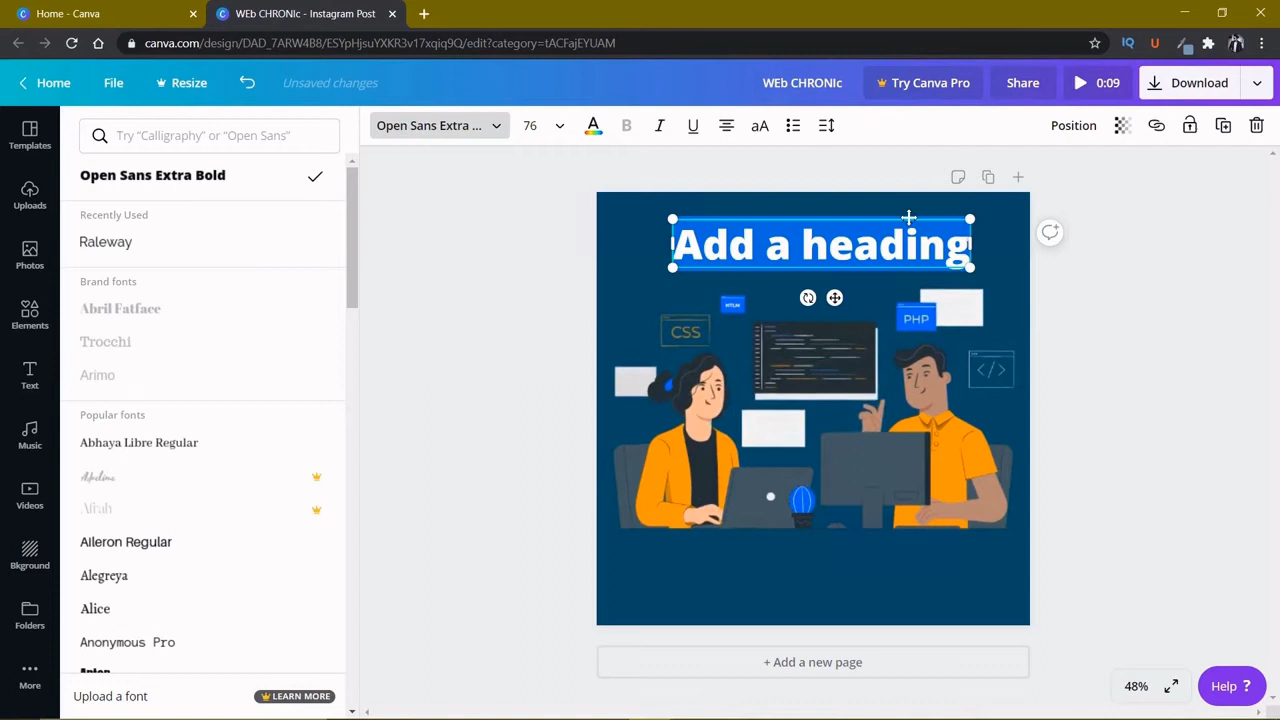 Home - Canva
WEb CHRONIc - Instagram Post
canva.com/design/DAD_7ARW4B8/ESYpHjsuYXKR3v17xqiq9Q/edit?category=tACFajEYUAM
Home
File
Resize
Unsaved changes
WEB CHRONIc
Try Canva Pro
Share
0:09
Download
Templates
Uploads
Photos
Elements
Text
Music
Videos
Bkground
Folders
More
Try “Calligraphy” or “Open Sans”
Open Sans Extra Bold
Recently Used
Raleway
Brand fonts
Abril Fatface
Trocchi
Arimo
Popular fonts
Abhaya Libre Regular
Aileron Regular
Alegreya
Alice
Anonymous Pro
Upload a font
LEARN MORE
Open Sans Extra ...
76
A
B
I
U
aA
Position
Add a heading
HTML
CSS
PHP
</>
+ Add a new page
48%
Help ?